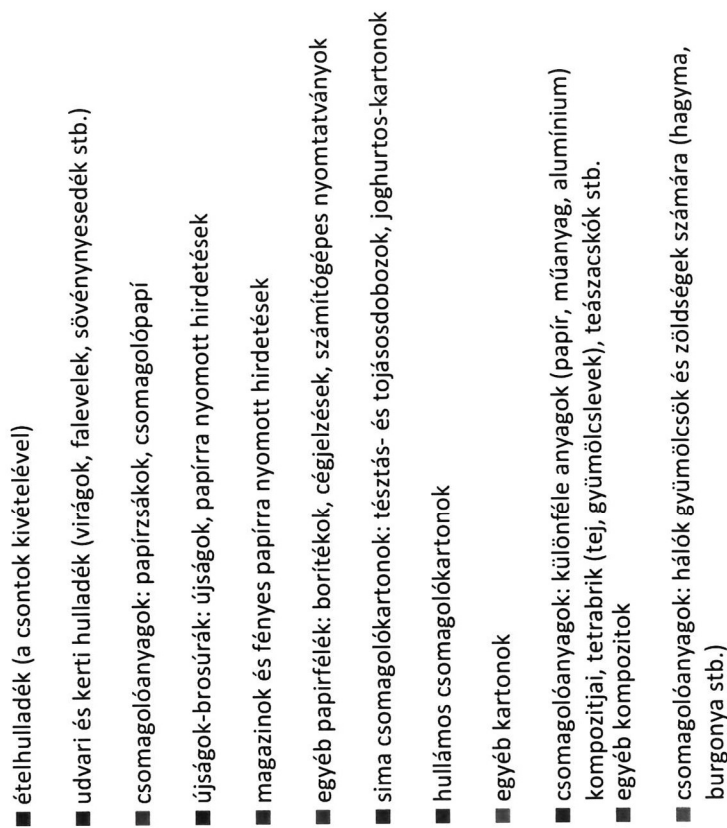 ■ ételhulladék (a csontok kivételével)
■ udvari és kerti hulladék (virágok, falevelek, sövénynyesedék stb.)
■ csomagolóanyagok: papírzsákok, csomagolópapí
■ újságok-brosúrák: újságok, papírra nyomott hirdetések
■ magazinok és fényes papírra nyomott hirdetések
■ egyéb papirfélék: borítékok, cégjelzések, számítógépes nyomtatványok
■ sima csomagolókartonok: tésztás- és tojásosdobozok, joghurtos-kartonok
■ hullámos csomagolókartonok
■ egyéb kartonok
■ csomagolóanyagok: különféle anyagok (papír, műanyag, alumínium)
kompozitjai, tetrabrik (tej, gyümölcslevek), teászacskók stb.
■ egyéb kompozitok
■ csomagolóanyagok: hálók gyümölcsök és zöldségek számára (hagyma,
burgonya stb.)